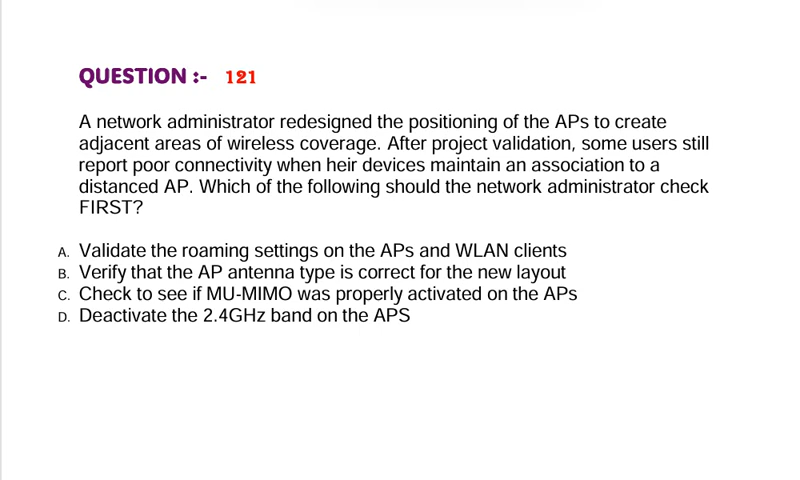 QUESTION :- 121
A network administrator redesigned the positioning of the APs to create
adjacent areas of wireless coverage. After project validation, some users still
report poor connectivity when heir devices maintain an association to a
distanced AP. Which of the following should the network administrator check
FIRST?
A. Validate the roaming settings on the APs and WLAN clients
B. Verify that the AP antenna type is correct for the new layout
C. Check to see if MU-MIMO was properly activated on the APs
D. Deactivate the 2.4GHz band on the APS